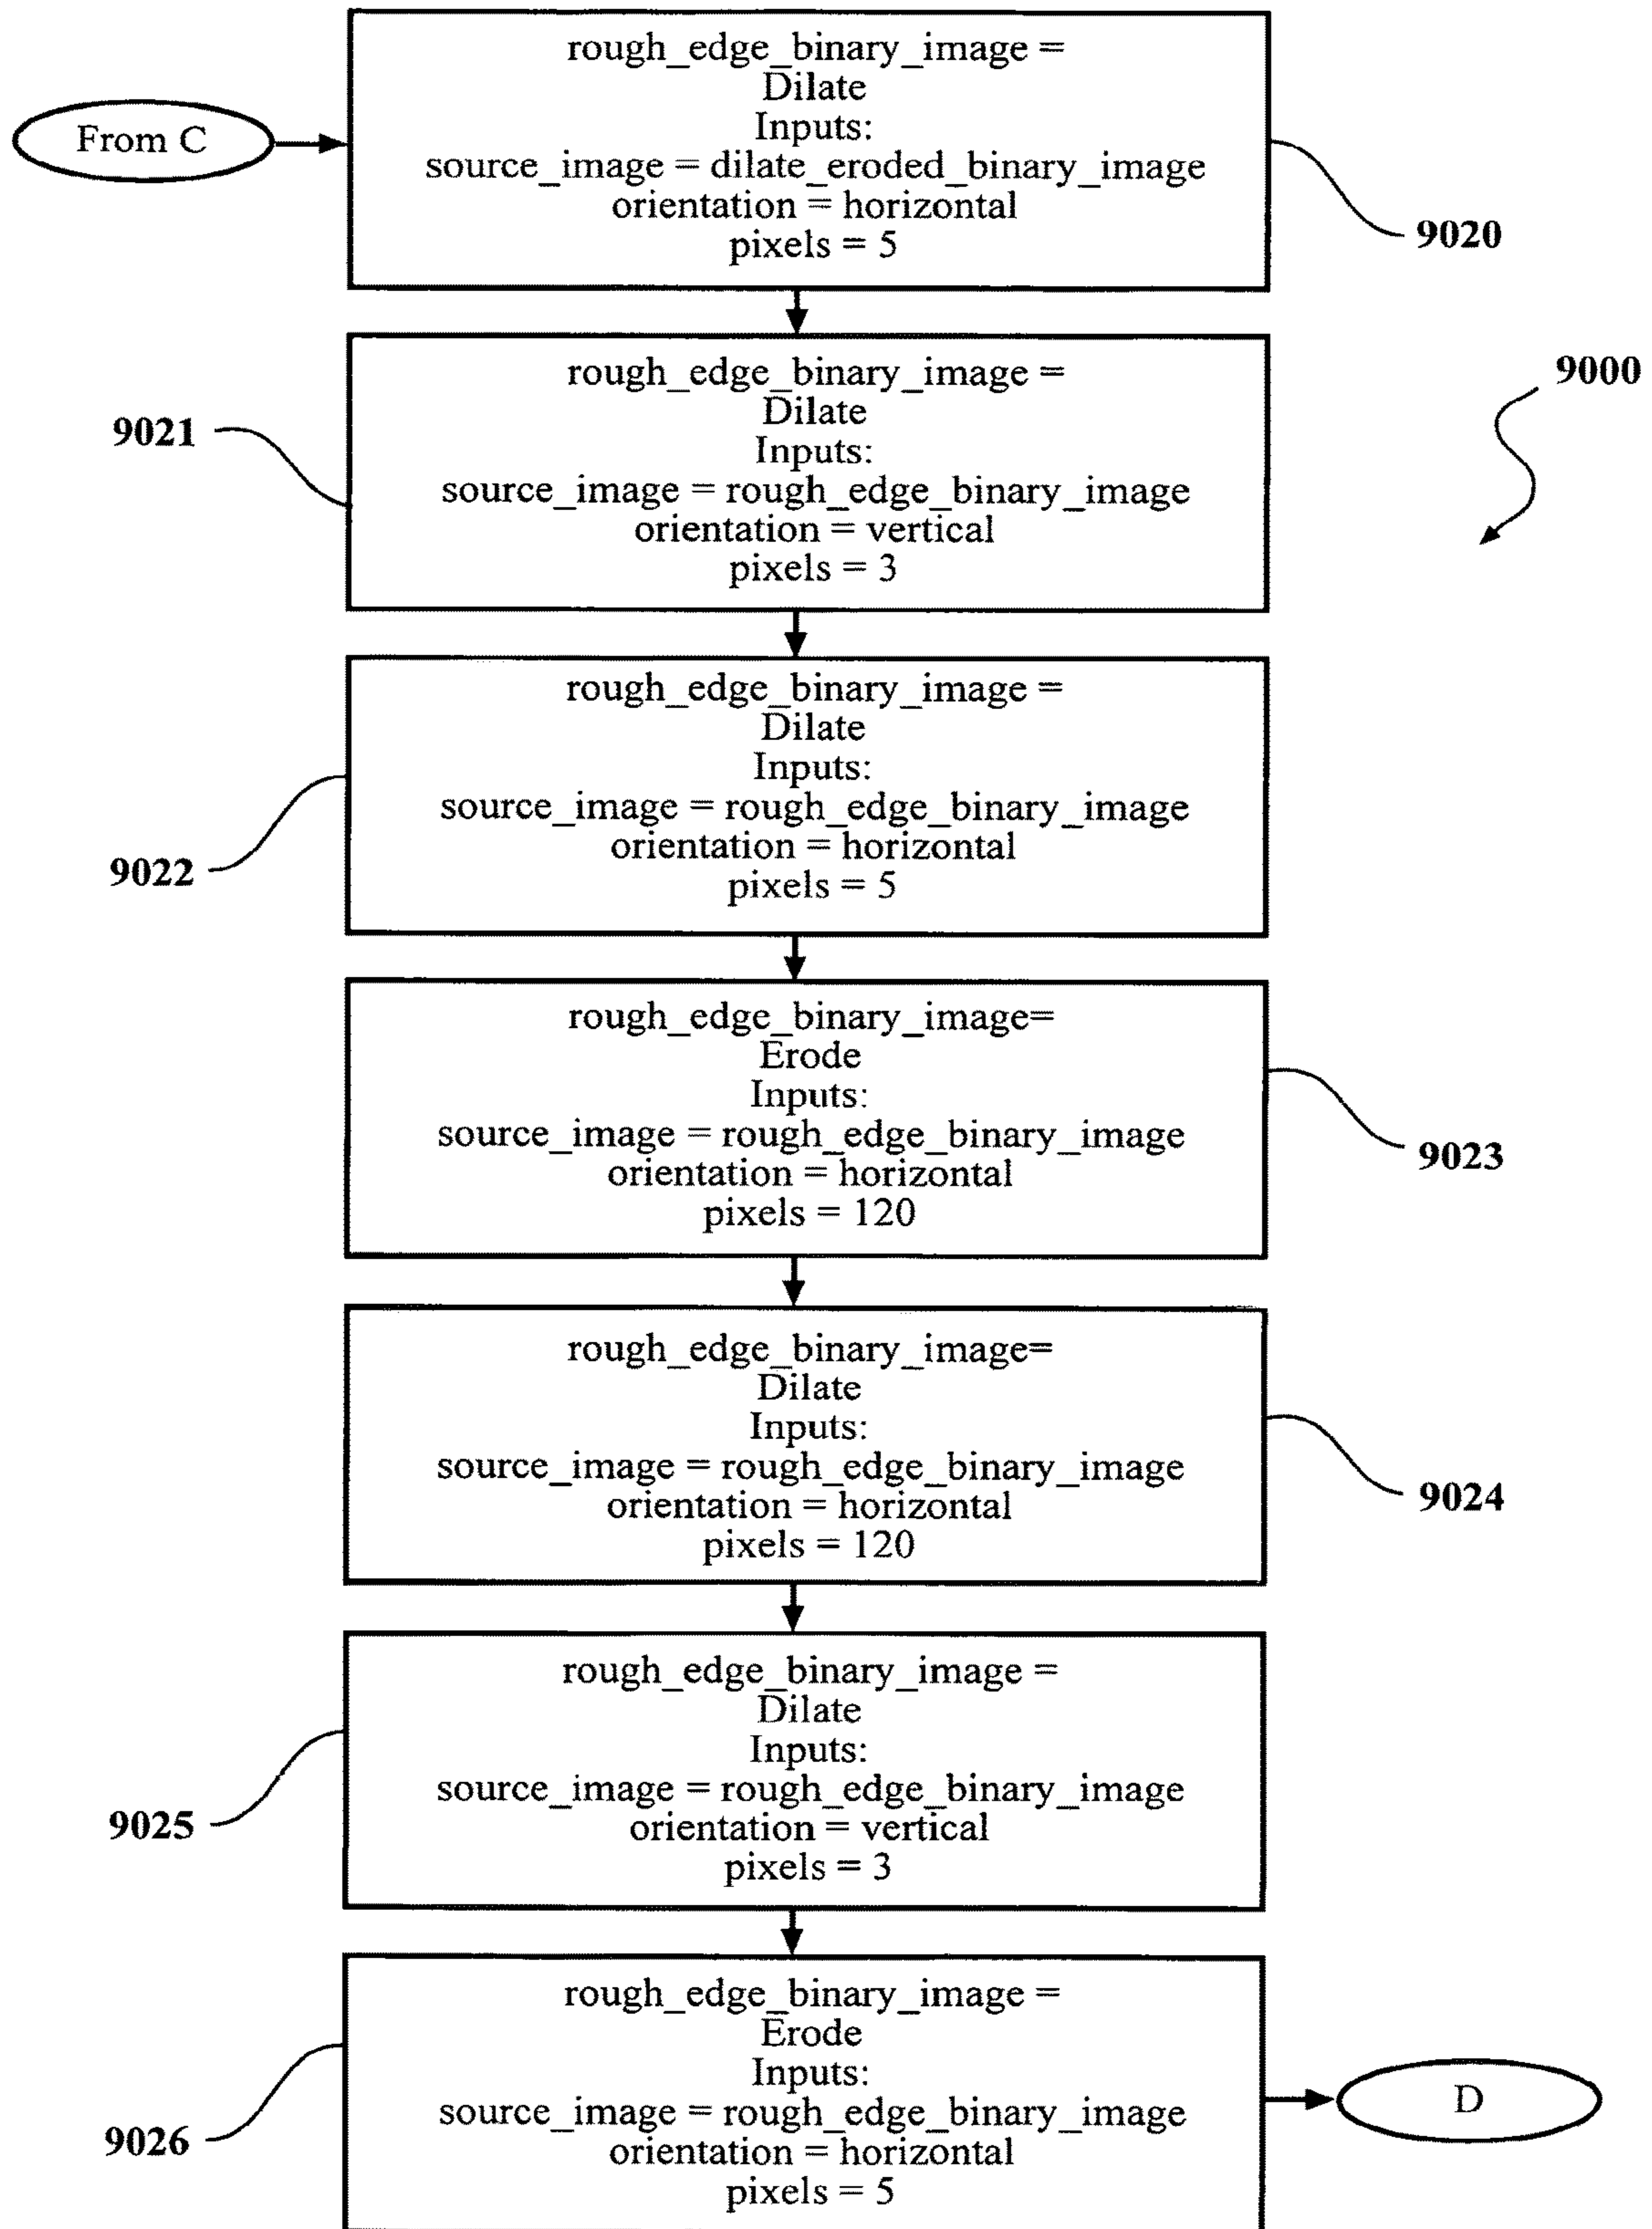 From C
rough_edge_binary_image =
Dilate
Inputs:
source_image = dilate_eroded_binary_image
orientation = horizontal
pixels = 5
9020
rough_edge_binary_image =
Dilate
Inputs:
source_image = rough_edge_binary_image
orientation = vertical
pixels = 3
9021
9000
rough_edge_binary_image =
Dilate
Inputs:
source_image = rough_edge_binary_image
orientation = horizontal
pixels = 5
9022
rough_edge_binary_image=
Erode
Inputs:
source_image = rough_edge_binary_image
orientation = horizontal
pixels = 120
9023
rough_edge_binary_image=
Dilate
Inputs:
source_image = rough_edge_binary_image
orientation = horizontal
pixels = 120
9024
rough_edge_binary_image =
Dilate
Inputs:
source_image = rough_edge_binary_image
orientation = vertical
pixels = 3
9025
rough_edge_binary_image =
Erode
Inputs:
source_image = rough_edge_binary_image
orientation = horizontal
pixels = 5
9026
D